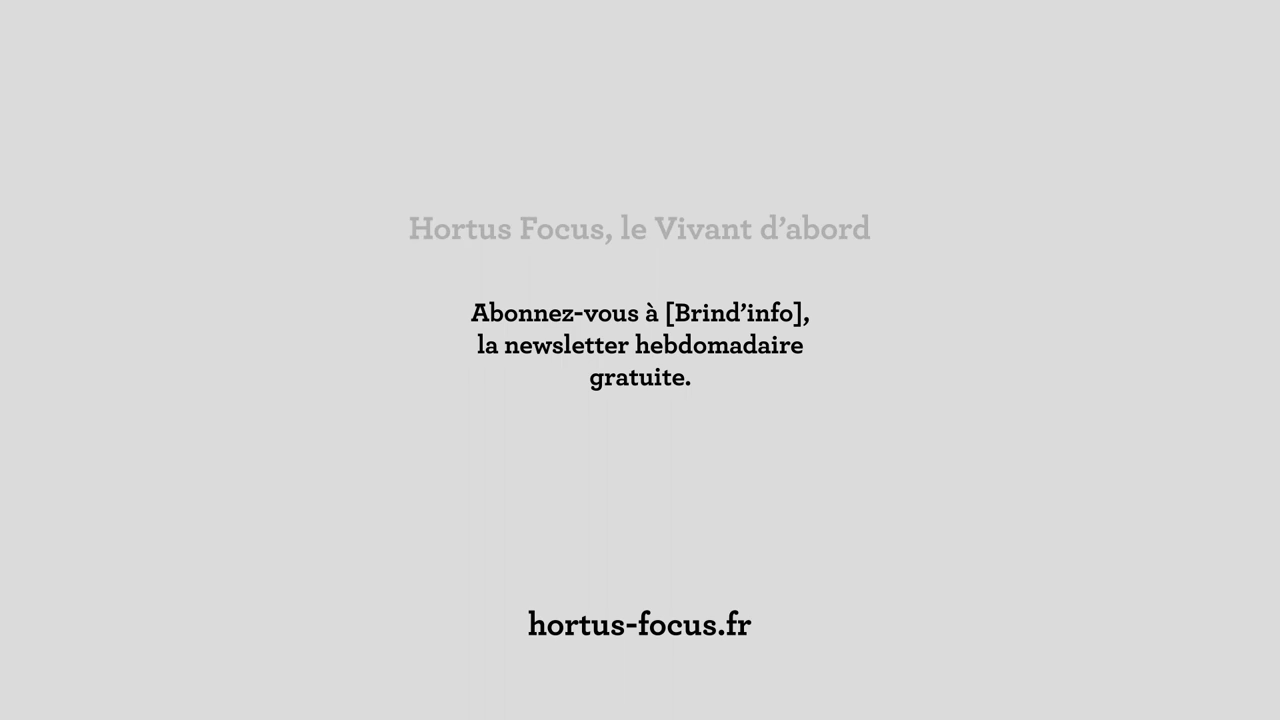 Hortus Focus, le Vivant d’abord
Abonnez-vous à [Brind’info],
la newsletter hebdomadaire
gratuite.
hortus-focus.fr